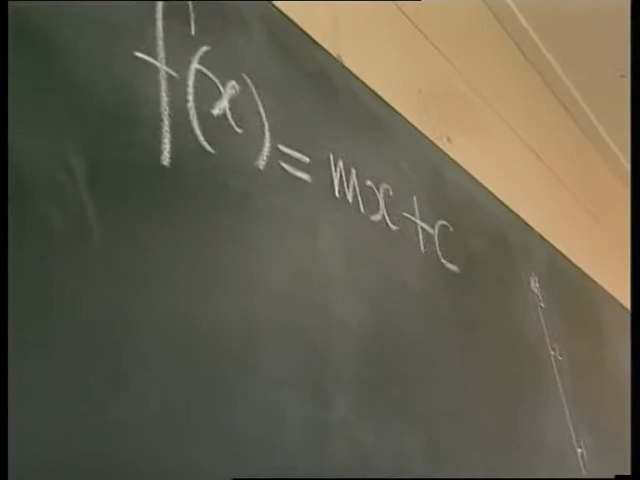 f(x) = mx + c